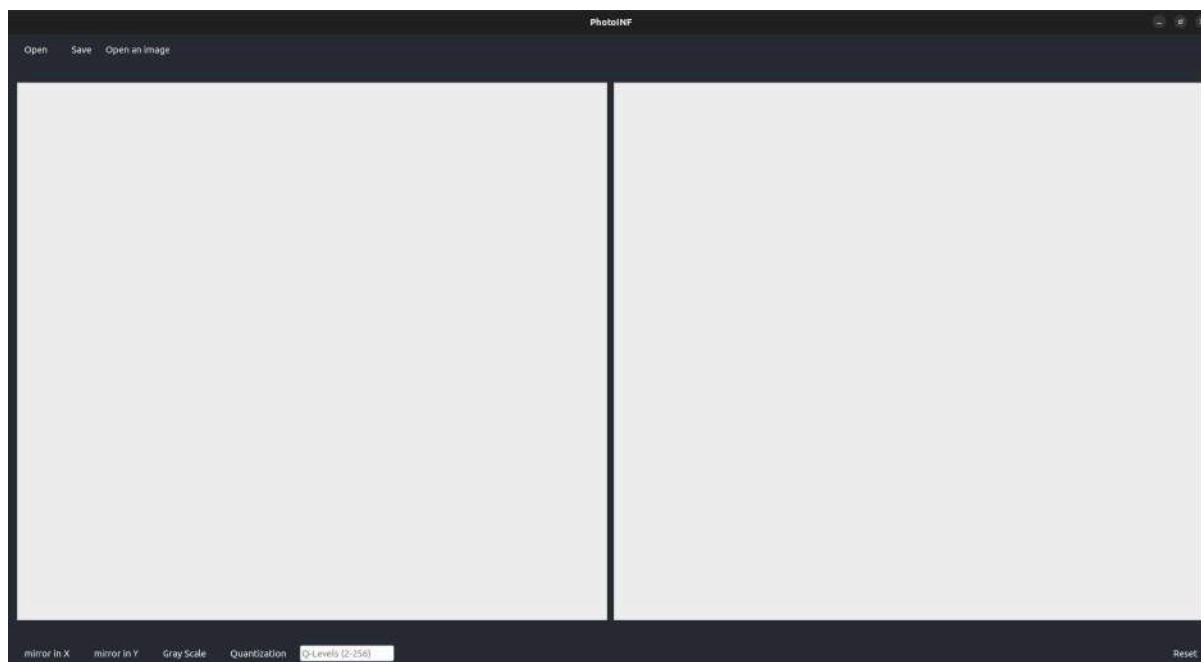 PhotoINF
Open Save Open an image
mirror in X mirror in Y Gray Scale Quantization Q-Levels (2-256) Reset